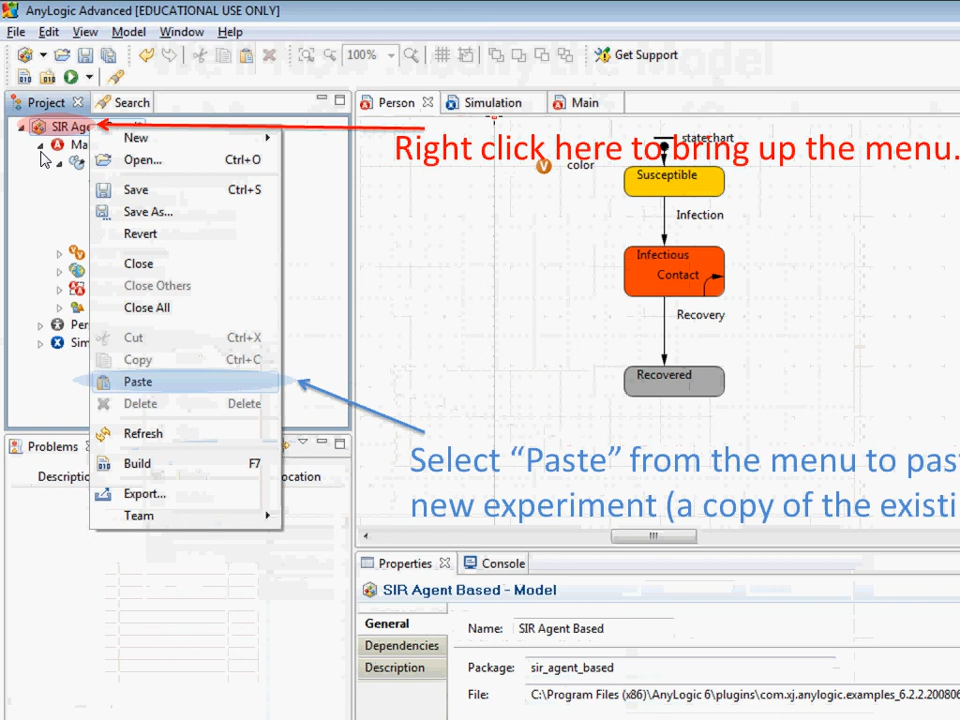 AnyLogic Advanced [EDUCATIONAL USE ONLY]
File Edit View Model Window Help
100% Get Support
Project Search
Person Simulation Main
SIR Age
New
Ma
Open... Ctrl+O
Save Ctrl+S
Save As...
Revert
Close
Close Others
Close All
Per
Sim
Cut Ctrl+X
Copy Ctrl+C
Paste
Delete Delete
Refresh
Build F7
Export...
Team
Right click here to bring up the menu.
statechart
color
Susceptible
Infection
Infectious
Contact
Recovery
Recovered
Select “Paste” from the menu to past
new experiment (a copy of the existi
Problems
Descriptio ocation
Properties Console
SIR Agent Based - Model
General
Dependencies
Description
Name: SIR Agent Based
Package: sir_agent_based
File: C:\Program Files (x86)\AnyLogic 6\plugins\com.xj.anylogic.examples_6.2.2.200806